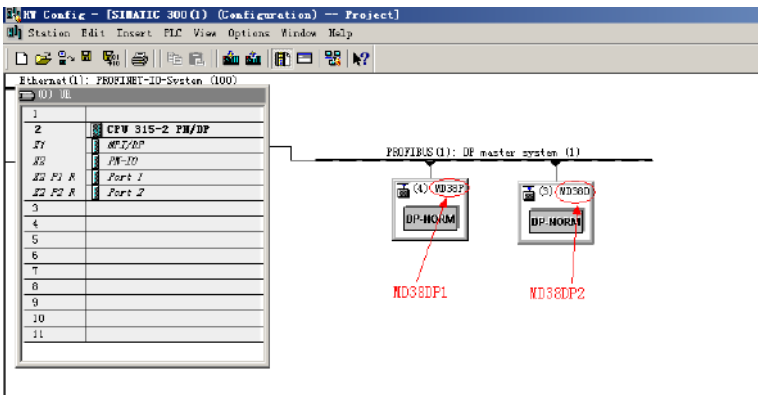 HW Config - [SIMATIC 300(1) (Configuration) -- Project]
Station Edit Insert PLC View Options Window Help
Ethernet(1): PROFINET-IO-System (100)
(0) UR
1
2 CPU 315-2 PN/DP
X1 MPI/DP
X2 PN-IO
X2 P1 R Port 1
X2 P2 R Port 2
3
4
5
6
7
8
9
10
11
PROFIBUS(1): DP master system (1)
(4) MD38P
DP-NORM
(3) MD38D
DP-NORM
MD38DP1
MD38DP2